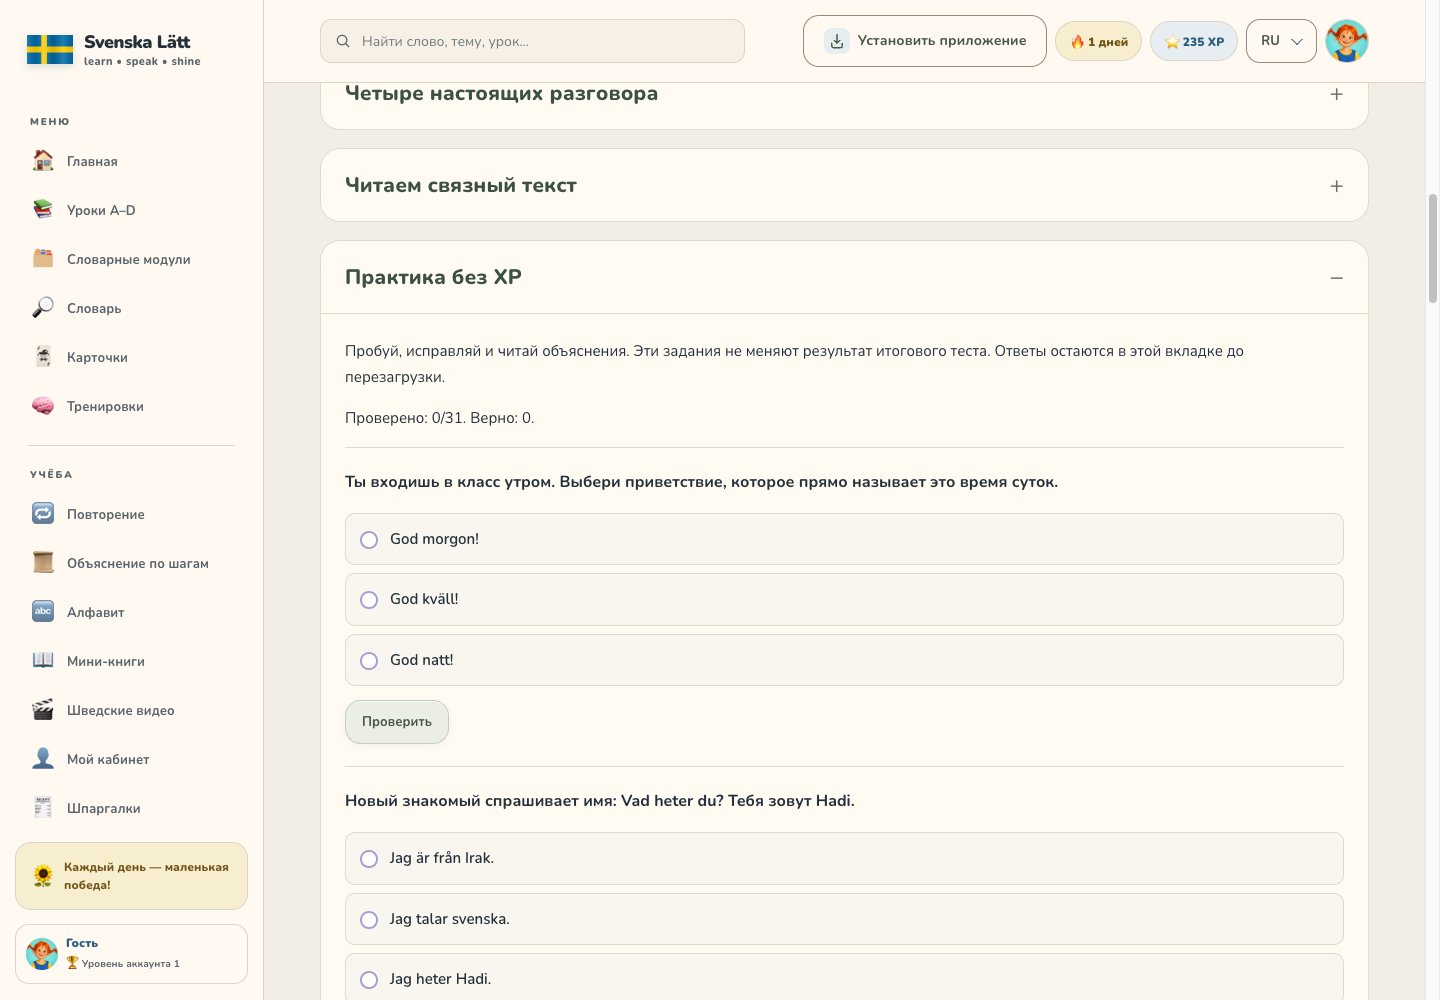 Svenska Lätt
learn • speak • shine
МЕНЮ
Главная
Уроки A–D
Словарные модули
Словарь
Карточки
Тренировки
УЧЁБА
Повторение
Объяснение по шагам
abc
Алфавит
Мини-книги
Шведские видео
Мой кабинет
Шпаргалки
Каждый день — маленькая
победа!
Гость
Уровень аккаунта 1
Найти слово, тему, урок...
Установить приложение
1 дней
235 XP
RU
Четыре настоящих разговора
Читаем связный текст
Практика без XP
Пробуй, исправляй и читай объяснения. Эти задания не меняют результат итогового теста. Ответы остаются в этой вкладке до
перезагрузки.
Проверено: 0/31. Верно: 0.
Ты входишь в класс утром. Выбери приветствие, которое прямо называет это время суток.
God morgon!
God kväll!
God natt!
Проверить
Новый знакомый спрашивает имя: Vad heter du? Тебя зовут Hadi.
Jag är från Irak.
Jag talar svenska.
Jag heter Hadi.